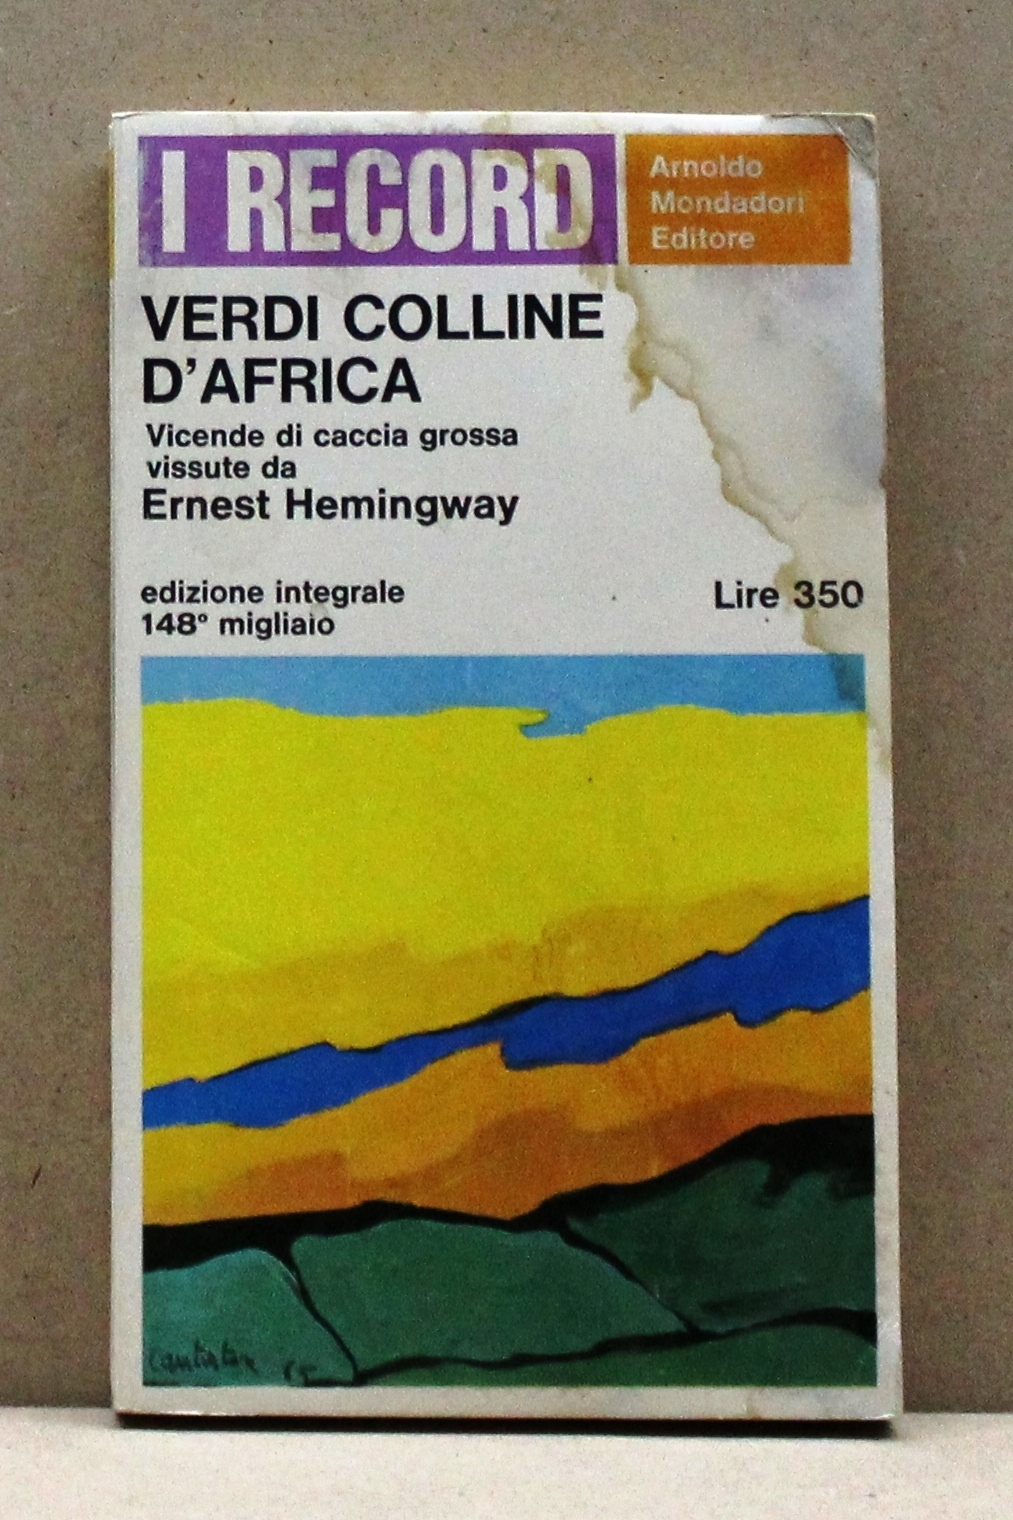 I RECORD
Arnoldo
Mondadori
Editore
VERDI COLLINE
D'AFRICA
Vicende di caccia grossa
vissute da
Ernest Hemingway
edizione integrale
148° migliaio
Lire 350